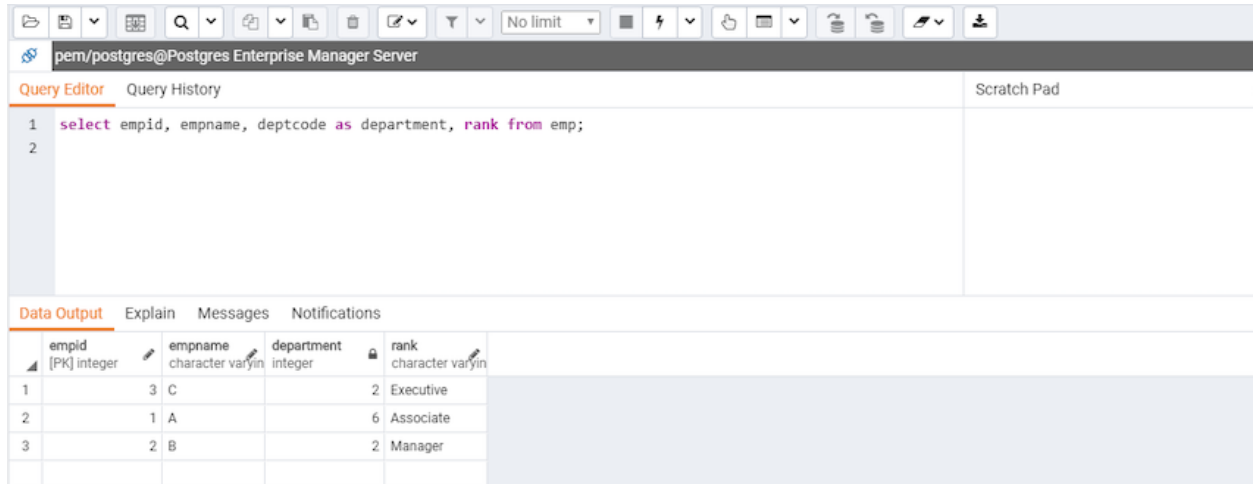 No limit
pem/postgres@Postgres Enterprise Manager Server
Query Editor Query History Scratch Pad
1 select empid, empname, deptcode as department, rank from emp;
2
Data Output Explain Messages Notifications
empid empname department rank
[PK] integer character varyin integer character varyin
1 3 C 2 Executive
2 1 A 6 Associate
3 2 B 2 Manager